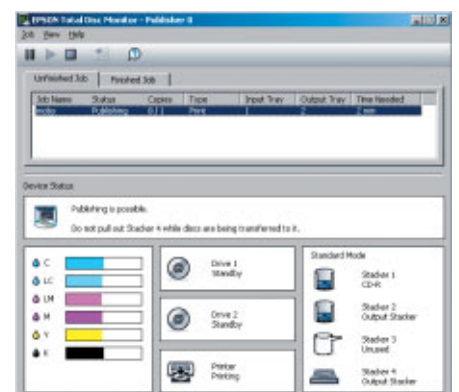 EPSON Total Disc Monitor - Publisher II
Job View Help
Unfinished Job Finished Job
Job Name Status Copies Type Input Tray Output Tray Time Needed
Publishing 0 / 1 Print 1 2 2 min
Device Status
Publishing is possible.
Do not pull out Stacker 4 while discs are being transferred to it.
Standard Mode
C
Drive 1
Standby
Stacker 1
CD-R
LC
LM
Stacker 2
Output Stacker
M
Drive 2
Standby
Y
Stacker 3
Unused
K
Printer
Printing
Stacker 4
Output Stacker